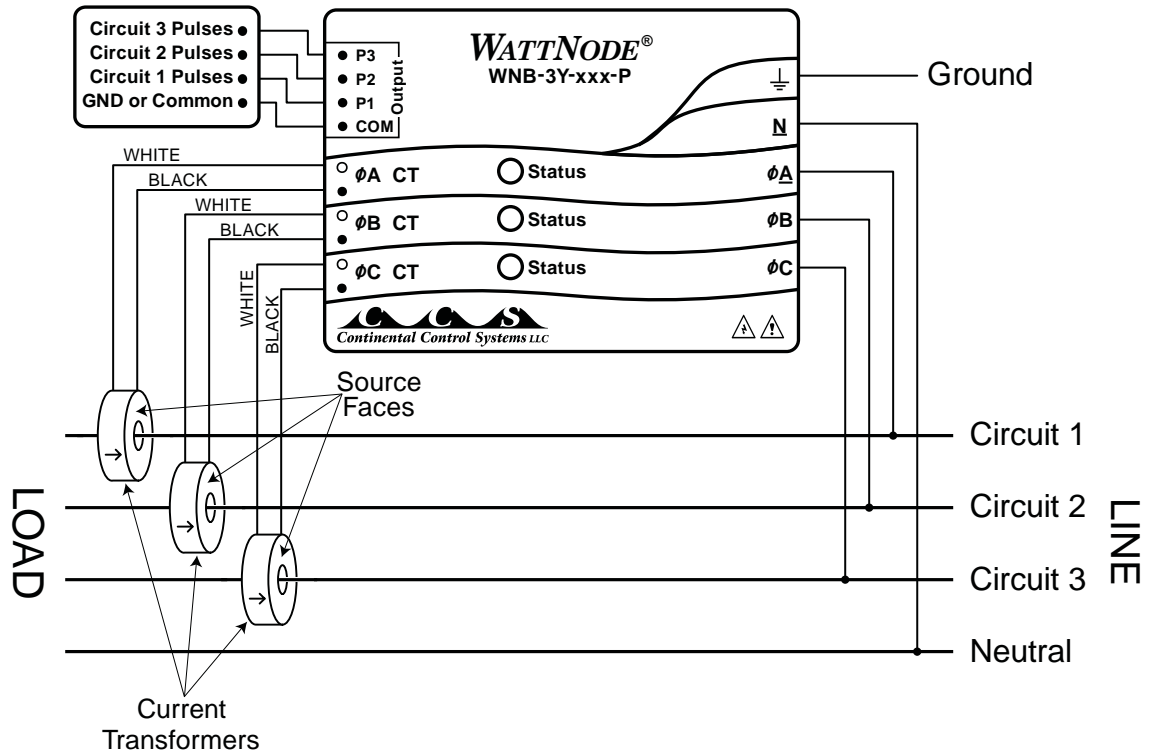 Circuit 3 Pulses
Circuit 2 Pulses
Circuit 1 Pulses
GND or Common
P3
P2
P1
COM
Output
WATTNODE®
WNB-3Y-xxx-P
Ground
N
WHITE
BLACK
ϕA CT
Status
ϕA
WHITE
BLACK
ϕB CT
Status
ϕB
WHITE
BLACK
ϕC CT
Status
ϕC
CCS
Continental Control Systems LLC
Source
Faces
LOAD
Circuit 1
Circuit 2
Circuit 3
Neutral
LINE
Current
Transformers